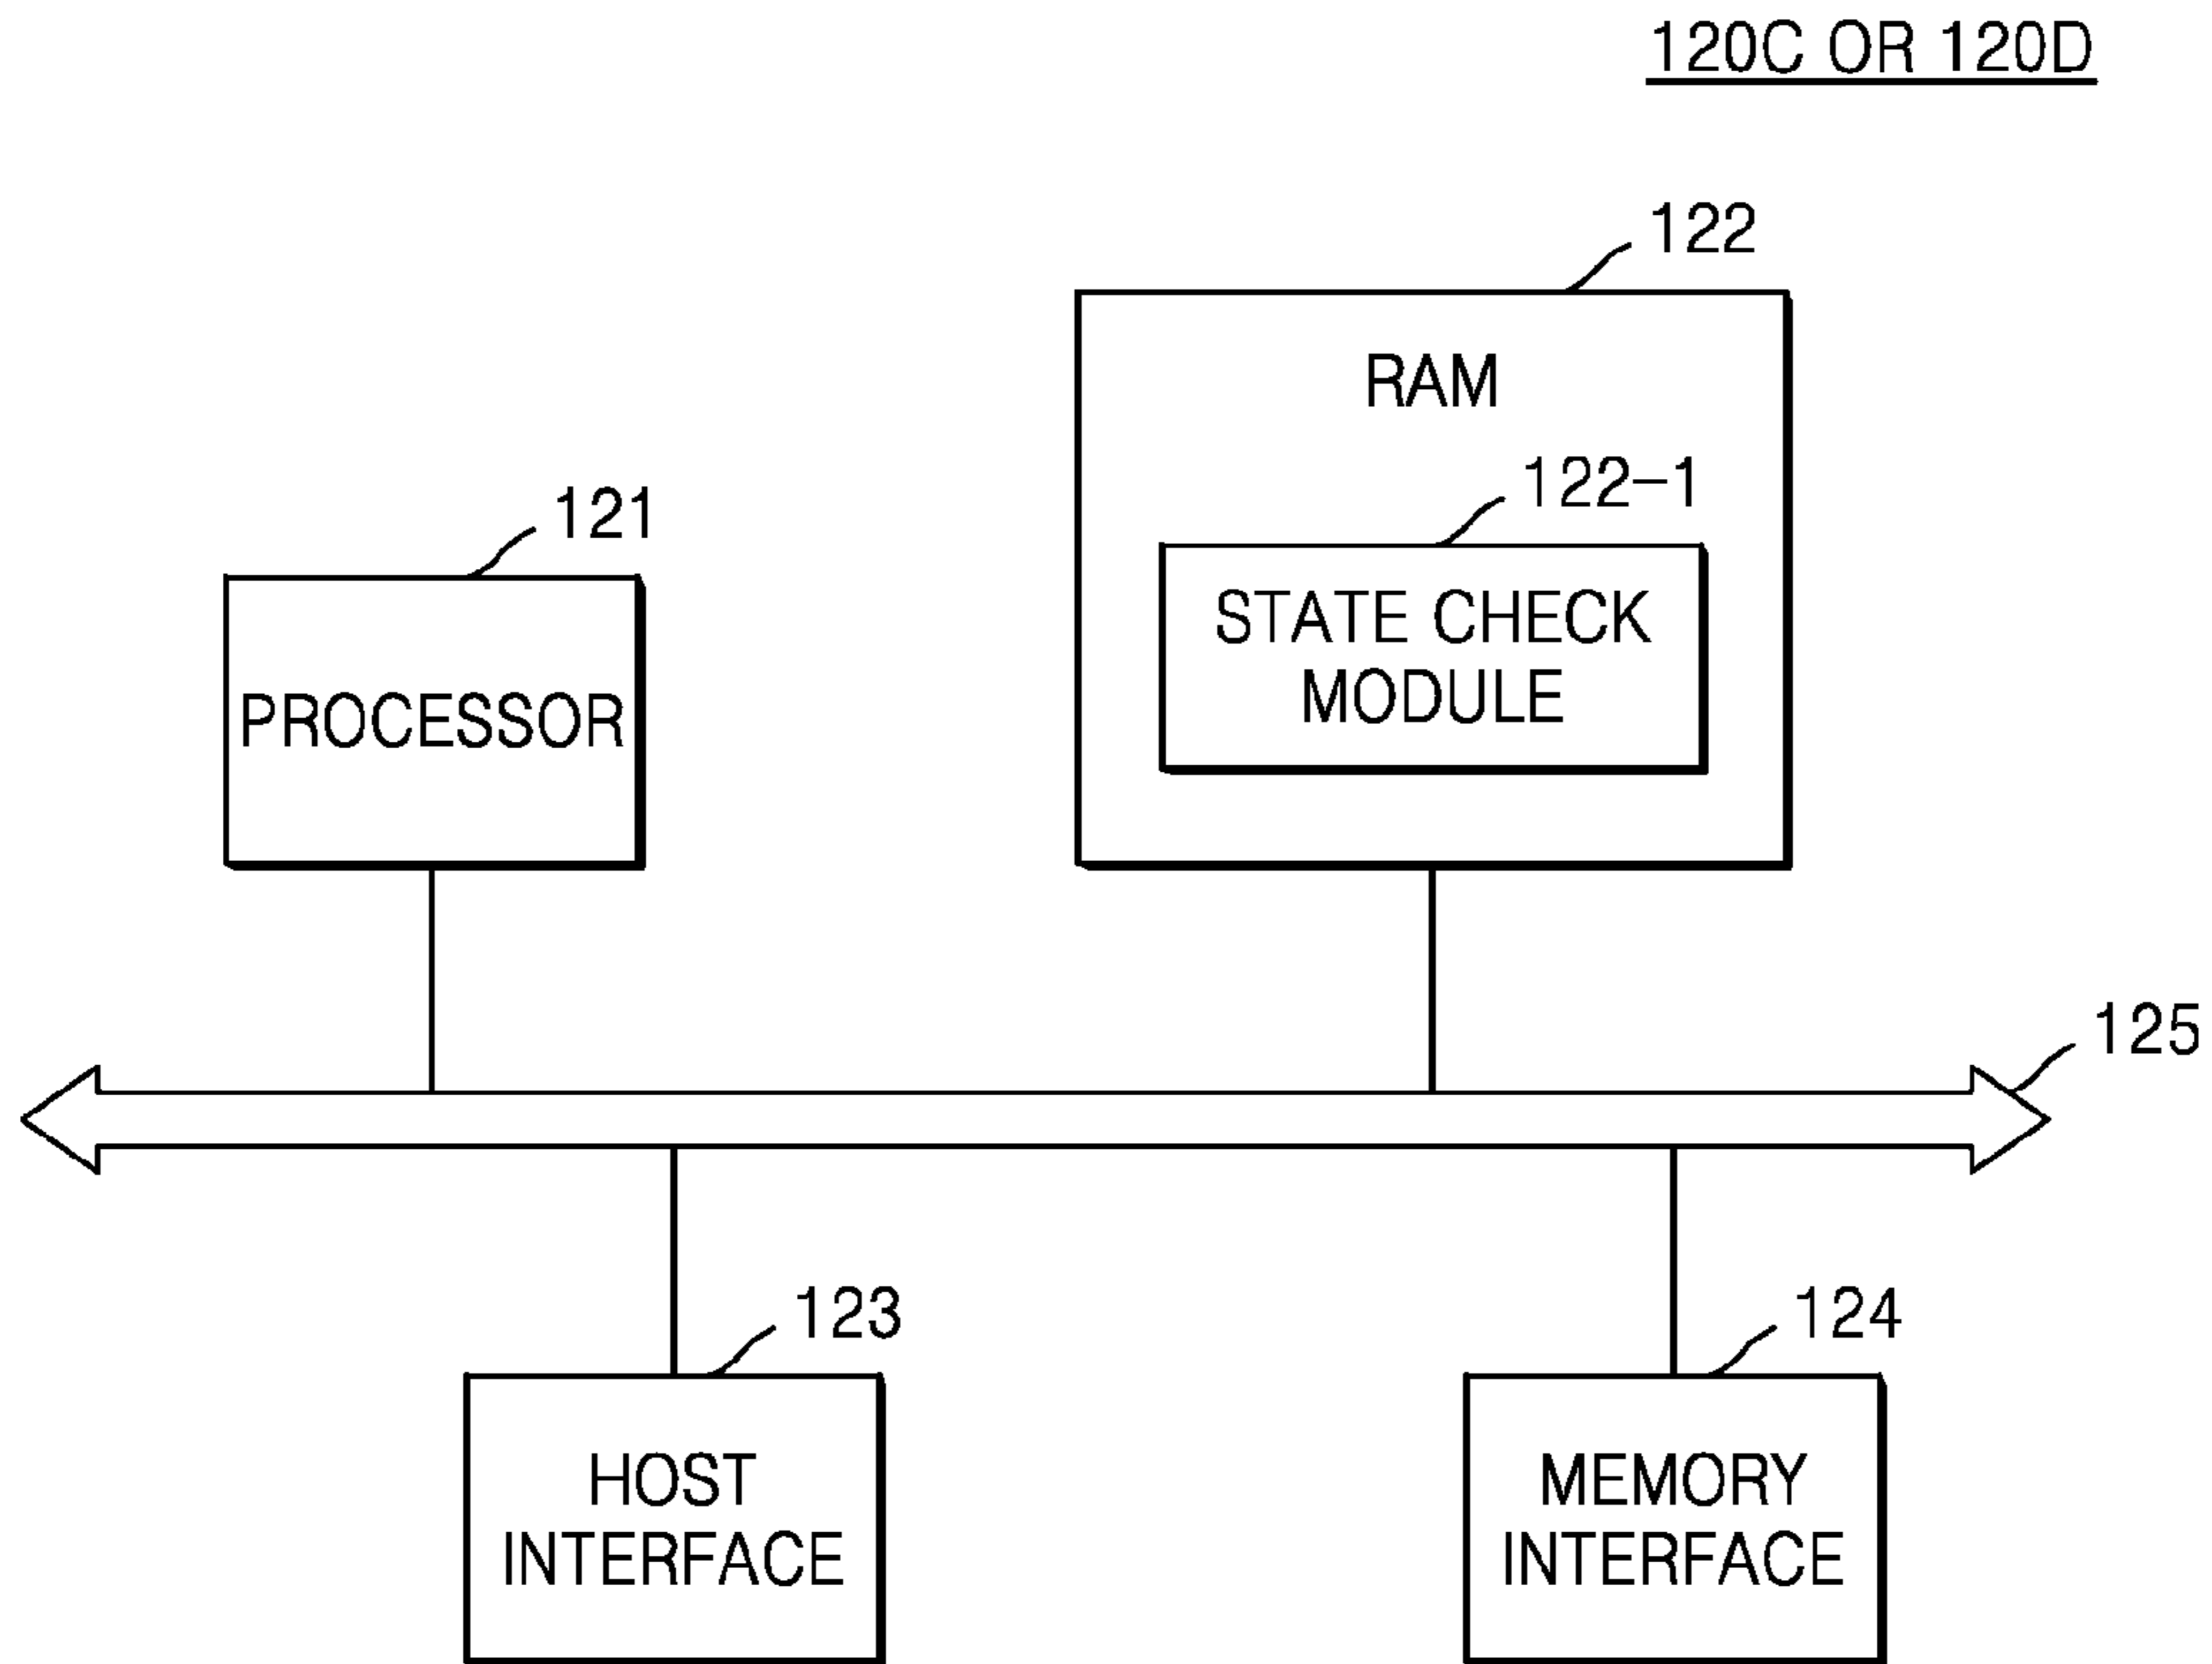 120C OR 120D
122
RAM
122-1
STATE CHECK
MODULE
121
PROCESSOR
125
123
HOST
INTERFACE
124
MEMORY
INTERFACE